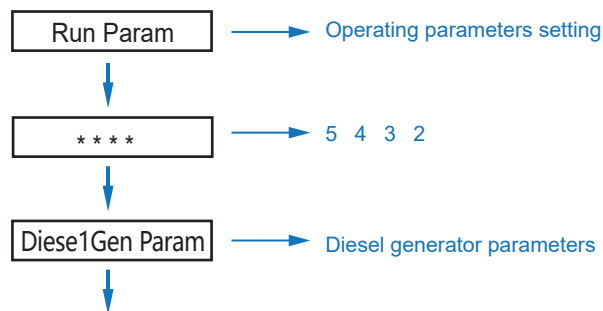 Run Param
Operating parameters setting
* * * *
5 4 3 2
Diese1Gen Param
Diesel generator parameters